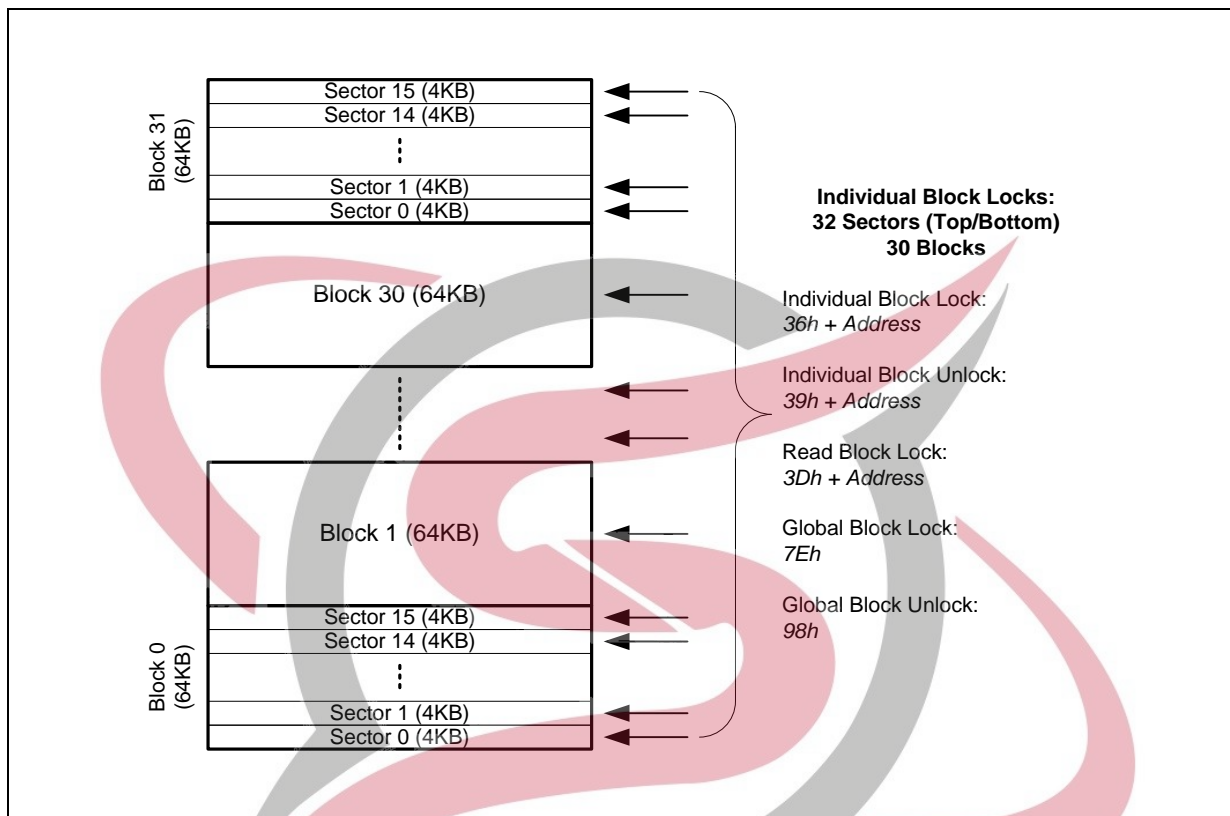 Block 31
(64KB)
Sector 15 (4KB)
Sector 14 (4KB)
Sector 1 (4KB)
Sector 0 (4KB)
Block 30 (64KB)
Block 1 (64KB)
Block 0
(64KB)
Sector 15 (4KB)
Sector 14 (4KB)
Sector 1 (4KB)
Sector 0 (4KB)
Individual Block Locks:
32 Sectors (Top/Bottom)
30 Blocks
Individual Block Lock:
36h + Address
Individual Block Unlock:
39h + Address
Read Block Lock:
3Dh + Address
Global Block Lock:
7Eh
Global Block Unlock:
98h